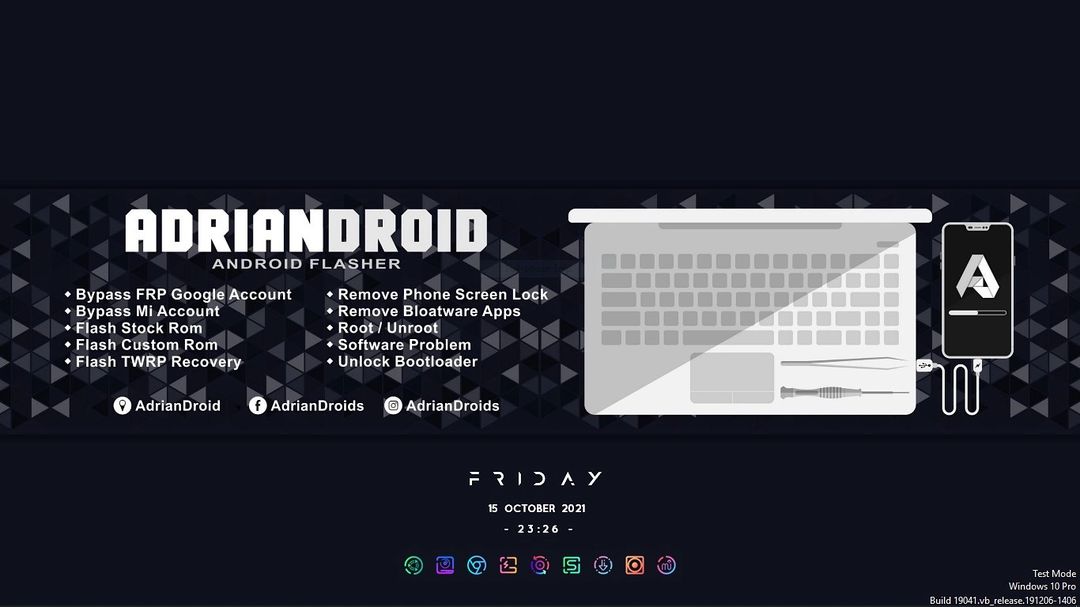 ADRIANDROID
ANDROID FLASHER
Bypass FRP Google Account
Bypass Mi Account
Flash Stock Rom
Flash Custom Rom
Flash TWRP Recovery
Remove Phone Screen Lock
Remove Bloatware Apps
Root / Unroot
Software Problem
Unlock Bootloader
AdrianDroid AdrianDroids AdrianDroids
FRIDAY
15 OCTOBER 2021
- 23:26 -
Test Mode
Windows 10 Pro
Build 19041.vb_release.191206-1406